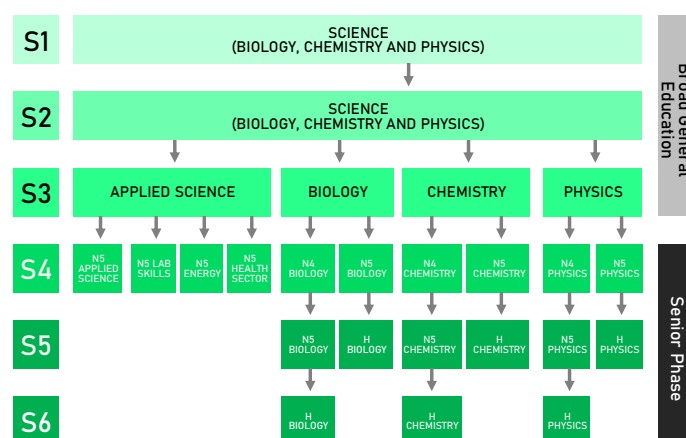 S1
SCIENCE
(BIOLOGY, CHEMISTRY AND PHYSICS)
S2
SCIENCE
(BIOLOGY, CHEMISTRY AND PHYSICS)
Broad General
Education
S3
APPLIED SCIENCE
BIOLOGY
CHEMISTRY
PHYSICS
S4
N5
APPLIED
SCIENCE
N5 LAB
SKILLS
N5
ENERGY
N5
HEALTH
SECTOR
N4
BIOLOGY
N5
BIOLOGY
N4
CHEMISTRY
N5
CHEMISTRY
N4
PHYSICS
N5
PHYSICS
S5
N5
BIOLOGY
H
BIOLOGY
N5
CHEMISTRY
H
CHEMISTRY
N5
PHYSICS
H
PHYSICS
Senior Phase
S6
H
BIOLOGY
H
CHEMISTRY
H
PHYSICS